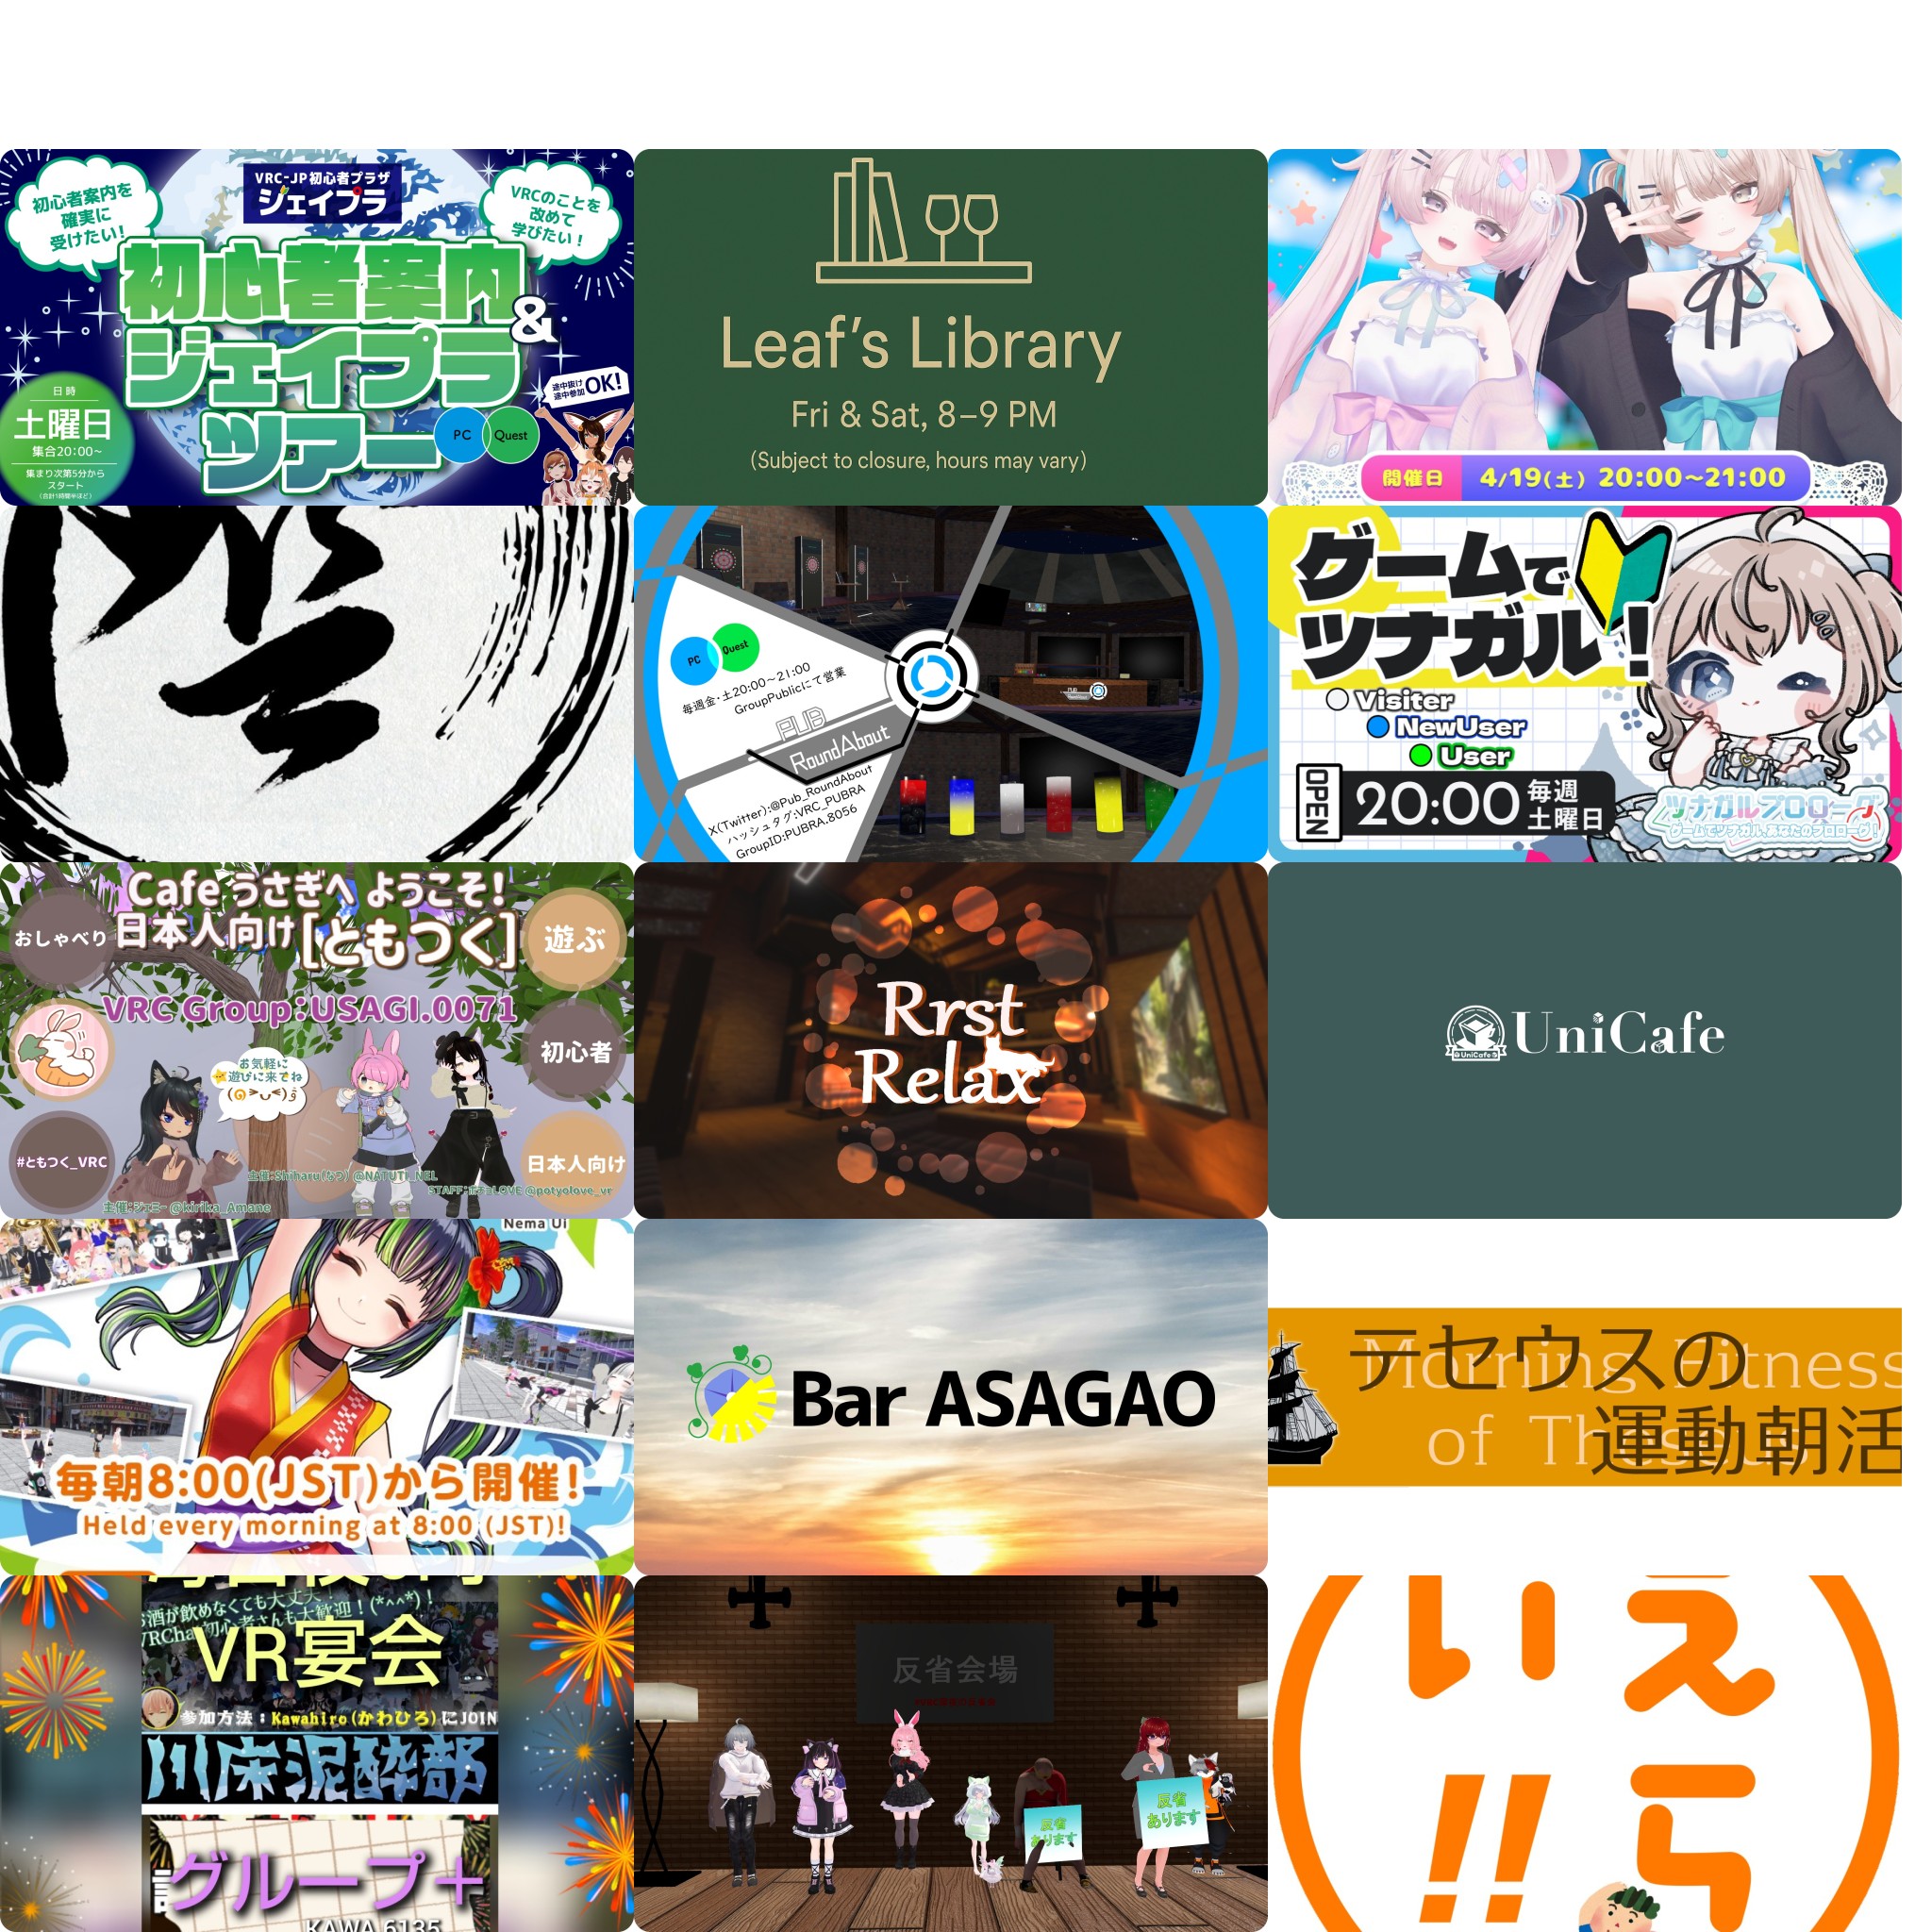 初心者案内を
確実に
受けたい!
VRC-JP初心者プラザ
ジェイプラ
VRCのことを
改めて
学びたい!
初心者案内
&
ジェイプラ
ツアー
日時
土曜日
集合20:00~
集まり次第5分から
スタート
(合計1時間半ほど)
PC
Quest
途中抜け
途中参加 OK!
Leaf's Library
Fri & Sat, 8–9 PM
(Subject to closure, hours may vary)
開催日 4/19(土) 20:00~21:00
PC
Quest
毎週金・土20:00~21:00
GroupPublicにて営業
PUB
RoundAbout
X(Twitter):@Pub_RoundAbout
ハッシュタグ:VRC_PUBRA
GroupID:PUBRA.8056
ゲームで
ツナガル!
Visiter
NewUser
User
OPEN
20:00 毎週
土曜日
ツナガルプロローグ
ゲームでツナガル、あなたのプロローグ!
Cafe うさぎへ ようこそ!
日本人向け[ともつく]
おしゃべり
遊ぶ
VRC Group:USAGI.0071
初心者
お気軽に
遊びに来てね
#ともつく_VRC
日本人向け
主催:Shiharu(なつ) @NATUTI_NEL
STAFF:ポチョLOVE @potyolove_vr
主催:ジェミー @kirika_Amane
Rrst
Relax
UniCafe
UniCafe
Nema Ui
毎朝8:00(JST)から開催!
Held every morning at 8:00 (JST)!
Bar ASAGAO
テセウスの
Morning Fitness
運動朝活
of
お酒が飲めなくても大丈夫!
VRChat初心者さんも大歓迎!(*^^*)
VR宴会
参加方法:Kawahiro(かわひろ)にJOIN
川床泥酔部
グループ+
KAWA.6135
反省会場
反省
あります
反省
あります
えら
い!!